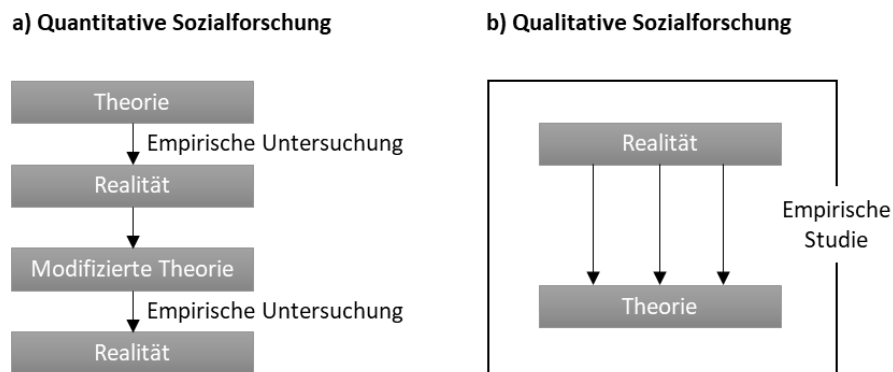 a) Quantitative Sozialforschung
Theorie
Empirische Untersuchung
Realität
Modifizierte Theorie
Empirische Untersuchung
Realität
b) Qualitative Sozialforschung
Realität
Theorie
Empirische
Studie